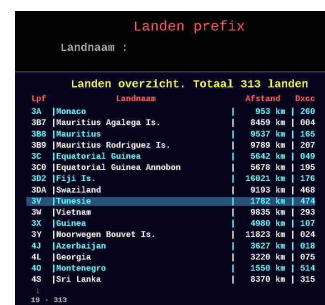 Landen prefix
Landnaam :
Landen overzicht. Totaal 313 landen
Lpf Landnaam Afstand Dxcc
3A |Monaco | 953 km | 260
3B7 |Mauritius Agalega Is. | 8459 km | 004
3B8 |Mauritius | 9537 km | 165
3B9 |Mauritius Rodriguez Is. | 9789 km | 207
3C |Equatorial Guinea | 5642 km | 049
3C0 |Equatorial Guinea Annobon | 5678 km | 195
3D2 |Fiji Is. | 16021 km | 176
3DA |Swaziland | 9193 km | 468
3V |Tunesie | 1782 km | 474
3W |Vietnam | 9835 km | 293
3X |Guinea | 4980 km | 107
3Y |Noorwegen Bouvet Is. | 11823 km | 024
4J |Azerbaijan | 3627 km | 018
4L |Georgia | 3220 km | 075
4O |Montenegro | 1550 km | 514
4S |Sri Lanka | 8370 km | 315
↓
19 - 313